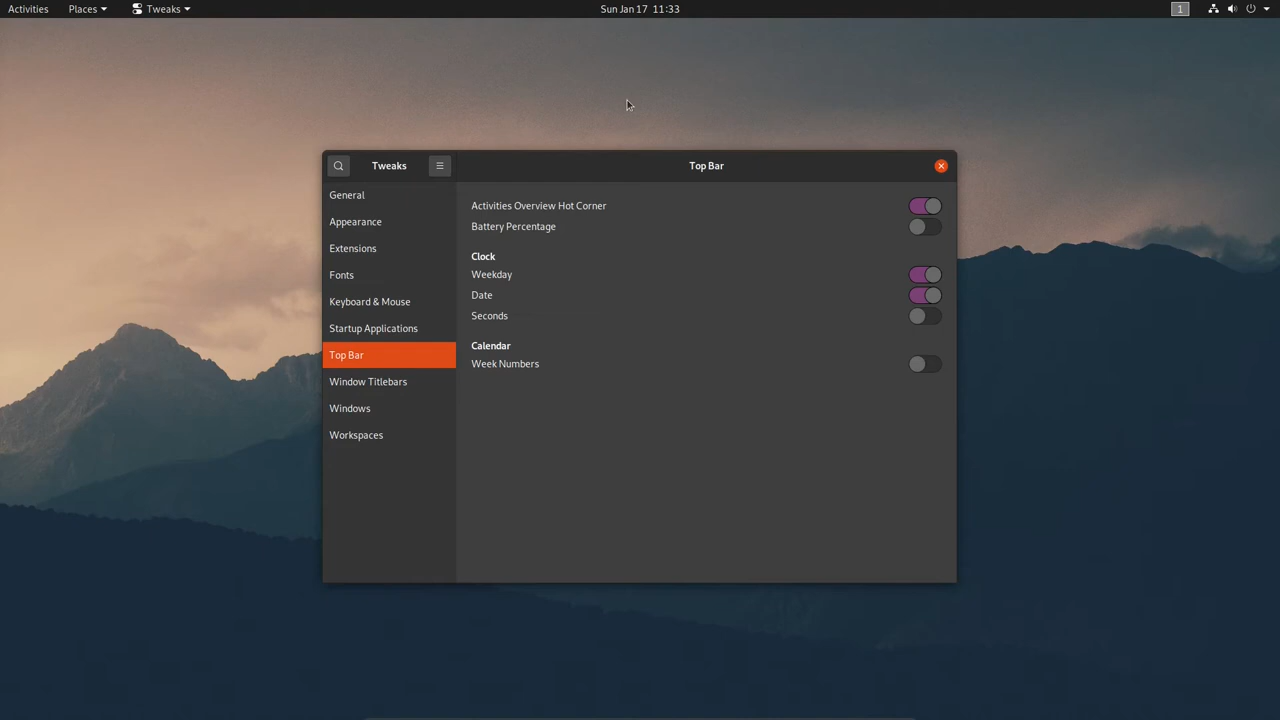 Activities Places Tweaks Sun Jan 17 11:33 1
Tweaks Top Bar
General
Appearance
Extensions
Fonts
Keyboard & Mouse
Startup Applications
Top Bar
Window Titlebars
Windows
Workspaces
Activities Overview Hot Corner
Battery Percentage
Clock
Weekday
Date
Seconds
Calendar
Week Numbers